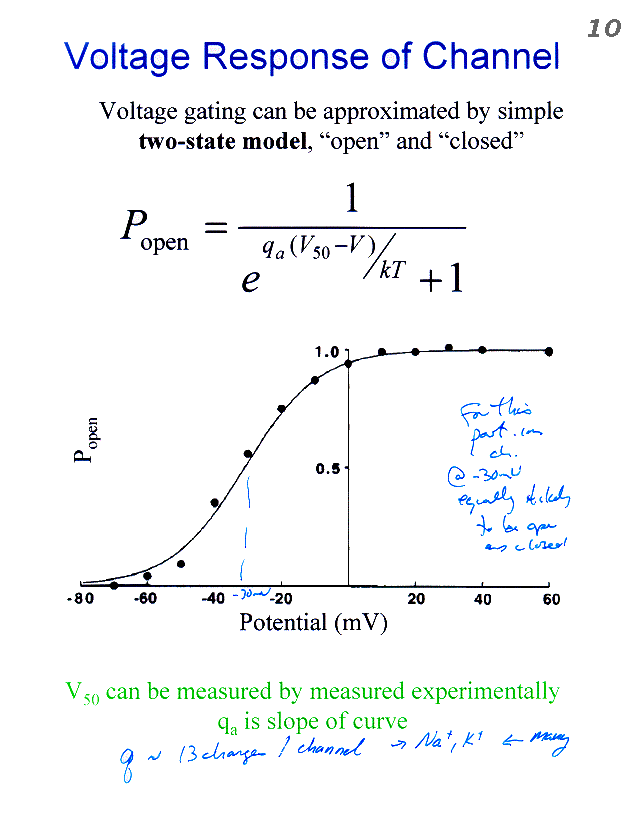 10
Voltage Response of Channel
Voltage gating can be approximated by simple
two-state model, “open” and “closed”
P_open = 1 / (e^(q_a (V_50 − V)/kT) + 1)
1.0
0.5
P_open
-80 -60 -40 -30mV -20 20 40 60
Potential (mV)
For this
part. ion
ch.
@ -30mV
equally likely
to be open
as closed
V_50 can be measured by measured experimentally
q_a is slope of curve
q ~ 13 charges / channel → Na⁺, K⁺ ← many